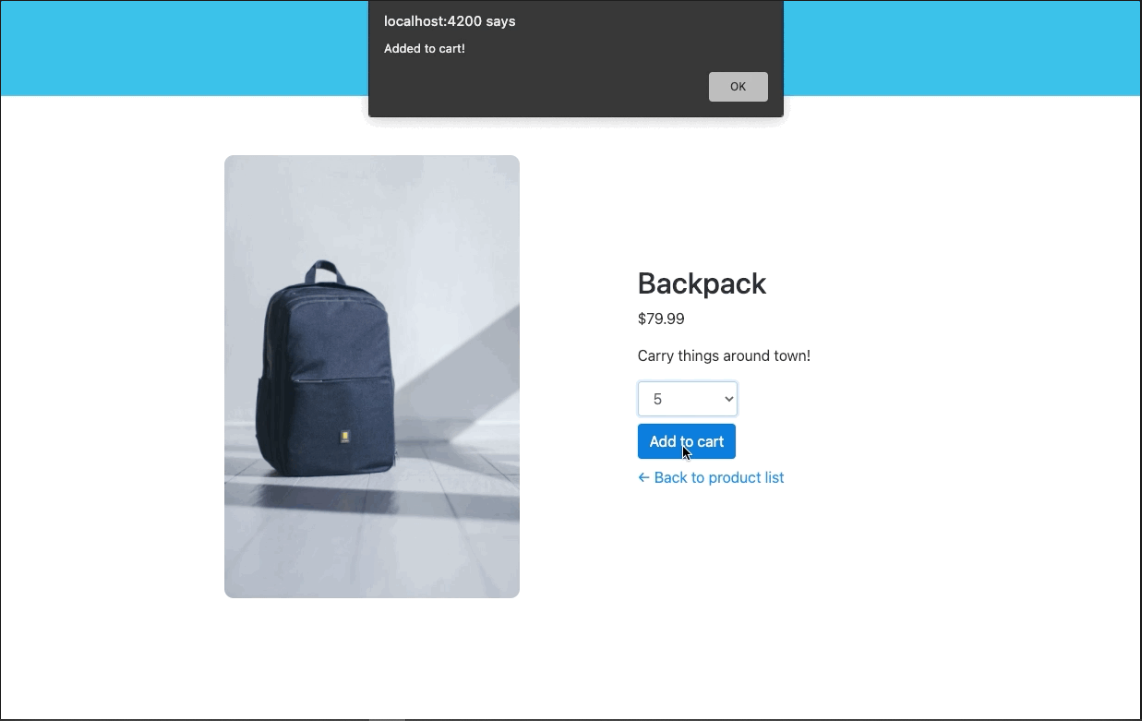 localhost:4200 says
Added to cart!
OK
Backpack
$79.99
Carry things around town!
5
Add to cart
← Back to product list